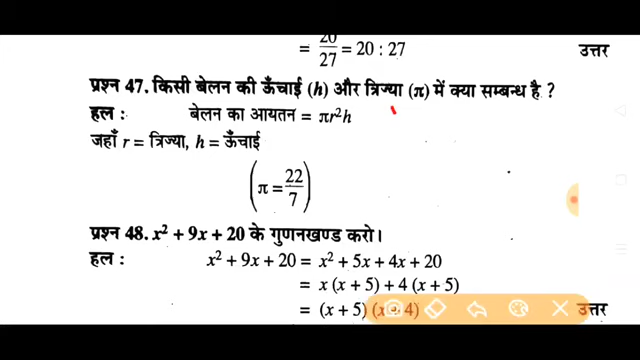 = 20/27 = 20 : 27 उत्तर
प्रश्न 47. किसी बेलन की ऊँचाई (h) और त्रिज्या (π) में क्या सम्बन्ध है ?
हल : बेलन का आयतन = πr²h
जहाँ r = त्रिज्या, h = ऊँचाई
(π = 22/7)
प्रश्न 48. x² + 9x + 20 के गुणनखण्ड करो।
हल : x² + 9x + 20 = x² + 5x + 4x + 20
= x (x + 5) + 4 (x + 5)
= (x + 5) (x + 4) उत्तर